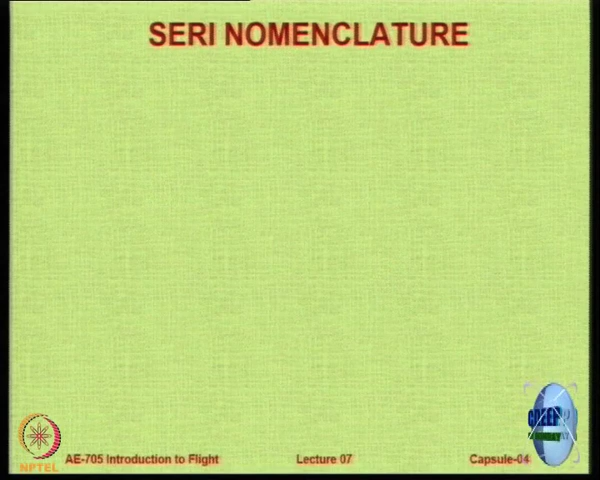 SERI NOMENCLATURE
NPTEL
AE-705 Introduction to Flight
Lecture 07
Capsule-04